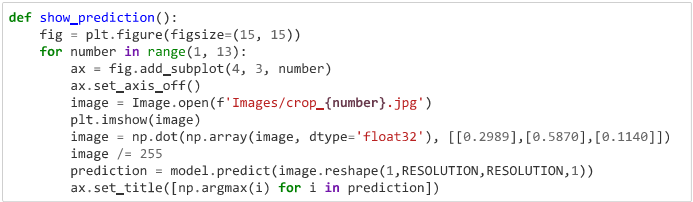 def show_prediction():
    fig = plt.figure(figsize=(15, 15))
    for number in range(1, 13):
        ax = fig.add_subplot(4, 3, number)
        ax.set_axis_off()
        image = Image.open(f'Images/crop_{number}.jpg')
        plt.imshow(image)
        image = np.dot(np.array(image, dtype='float32'), [[0.2989],[0.5870],[0.1140]])
        image /= 255
        prediction = model.predict(image.reshape(1,RESOLUTION,RESOLUTION,1))
        ax.set_title([np.argmax(i) for i in prediction])